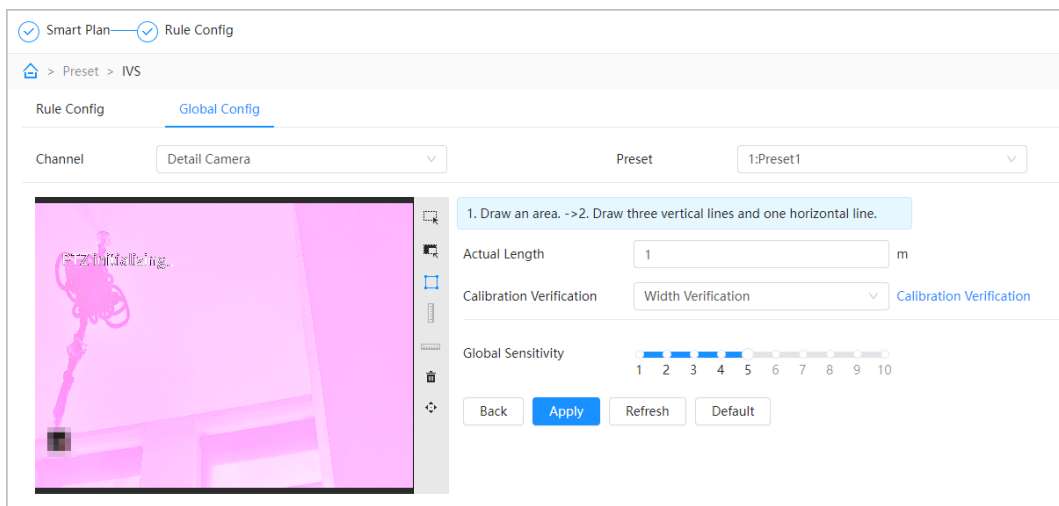 Smart Plan Rule Config
> Preset > IVS
Rule Config Global Config
Channel Detail Camera Preset 1:Preset1
1. Draw an area. ->2. Draw three vertical lines and one horizontal line.
PTZ initializing.
Actual Length 1 m
Calibration Verification Width Verification Calibration Verification
Global Sensitivity
1 2 3 4 5 6 7 8 9 10
Back Apply Refresh Default